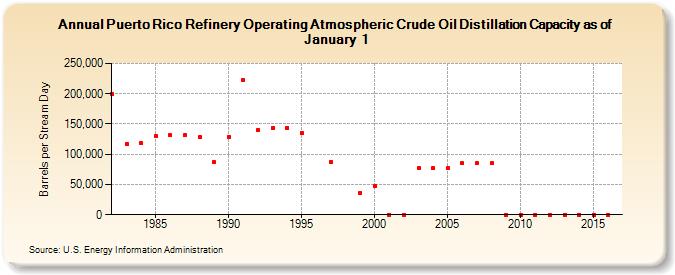 Annual Puerto Rico Refinery Operating Atmospheric Crude Oil Distillation Capacity as of
January 1
Barrels per Stream Day
250,000
200,000
150,000
100,000
50,000
0
1985 1990 1995 2000 2005 2010 2015
Source: U.S. Energy Information Administration